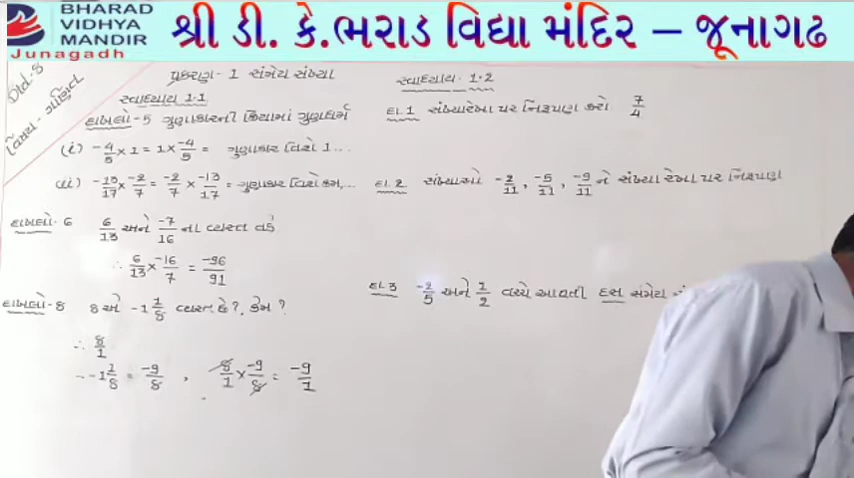 BHARAD
VIDHYA
MANDIR
Junagadh
શ્રી ડી. કે.ભરાડ વિદ્યા મંદિર – જૂનાગઢ
વિષય - ગણિત
પ્રકરણ - 1 સંમેય સંખ્યા
સ્વાધ્યાય 1.1
દાખલો - 5 ગુણાકારની ક્રિયામાં ગુણધર્મ
(i) -4/5 × 1 = 1 × -4/5 = ગુણાકાર વિશે 1 ...
(ii) -13/17 × -2/7 = -2/7 × -13/17 = ગુણાકાર વિશે ક્રમ,...
દાખલો - 6 6/13 અને -7/16 ના વ્યસ્ત વડે
∴ 6/13 × -16/7 = -96/91
દાખલો - 8 8 એ -1 1/8 વ્યસ્ત છે? કેમ?
∴ 8/1
-1 1/8 = -9/8 , 8/1 × -9/8 = -9/1
સ્વાધ્યાય 1.2
દા.1 સંખ્યારેખા પર નિરૂપણ કરો 7/4
દા.2 સંખ્યાઓ -2/11, -5/11, -9/11 ને સંખ્યા રેખા પર નિરૂપણ
દા.3 -2/5 અને 1/2 વચ્ચે આવતી દસ સંમેય